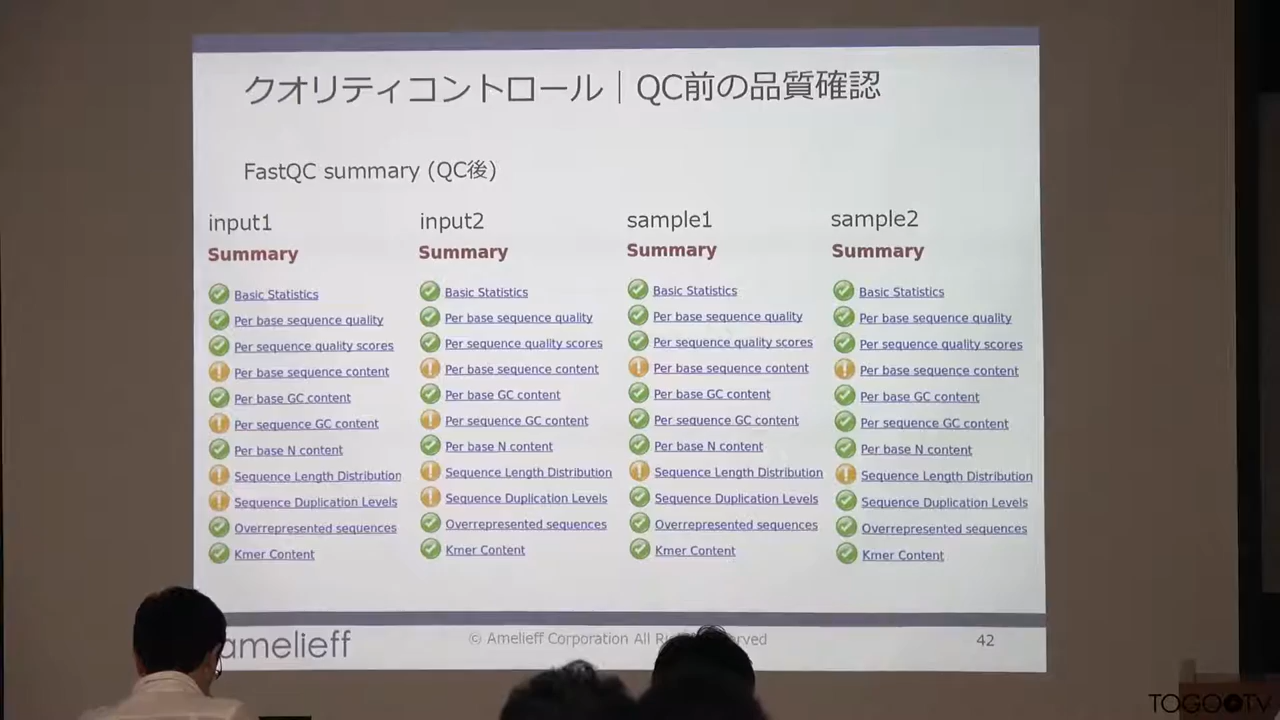 クオリティコントロール｜QC前の品質確認
FastQC summary (QC後)
input1
Summary
Basic Statistics
Per base sequence quality
Per sequence quality scores
Per base sequence content
Per base GC content
Per sequence GC content
Per base N content
Sequence Length Distribution
Sequence Duplication Levels
Overrepresented sequences
Kmer Content
input2
Summary
Basic Statistics
Per base sequence quality
Per sequence quality scores
Per base sequence content
Per base GC content
Per sequence GC content
Per base N content
Sequence Length Distribution
Sequence Duplication Levels
Overrepresented sequences
Kmer Content
sample1
Summary
Basic Statistics
Per base sequence quality
Per sequence quality scores
Per base sequence content
Per base GC content
Per sequence GC content
Per base N content
Sequence Length Distribution
Sequence Duplication Levels
Overrepresented sequences
Kmer Content
sample2
Summary
Basic Statistics
Per base sequence quality
Per sequence quality scores
Per base sequence content
Per base GC content
Per sequence GC content
Per base N content
Sequence Length Distribution
Sequence Duplication Levels
Overrepresented sequences
Kmer Content
amelieff
© Amelieff Corporation All
42
TOGOTV